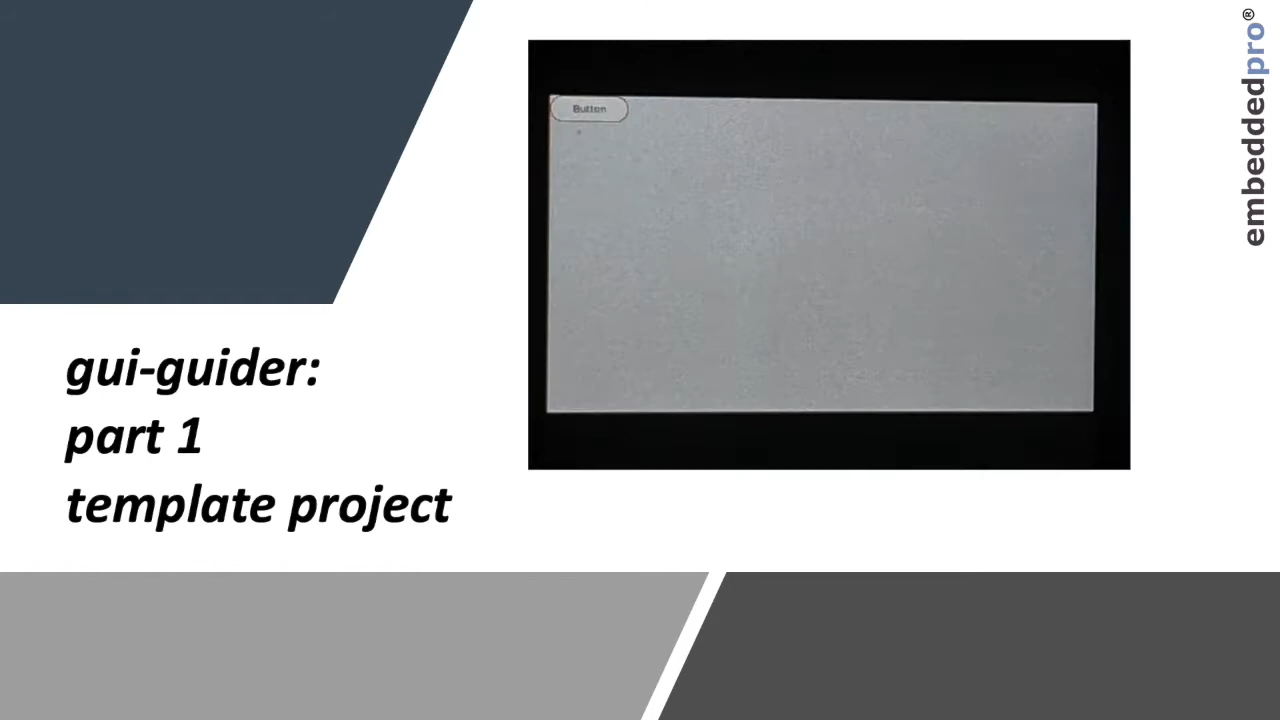 Button
embeddedpro®
gui-guider:
part 1
template project